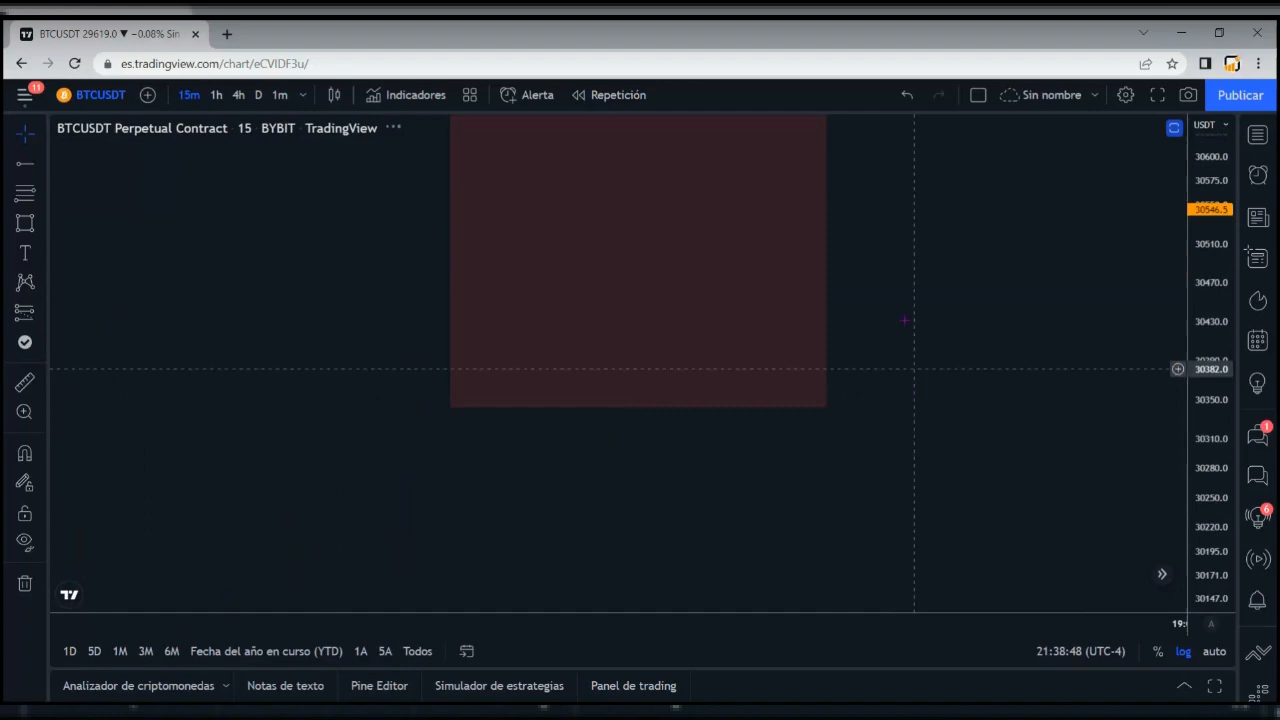 BTCUSDT 29619.0 ▼ −0.08% Sin
es.tradingview.com/chart/eCVIDF3u/
11
BTCUSDT 15m 1h 4h D 1m Indicadores Alerta Repetición Sin nombre Publicar
BTCUSDT Perpetual Contract 15 BYBIT TradingView
USDT
30600.0
30575.0
30546.5
30510.0
30470.0
30430.0
30382.0
30350.0
30310.0
30280.0
30250.0
30220.0
30195.0
30171.0
30147.0
1
6
19:
A
1D 5D 1M 3M 6M Fecha del año en curso (YTD) 1A 5A Todos 21:38:48 (UTC-4) % log auto
Analizador de criptomonedas Notas de texto Pine Editor Simulador de estrategias Panel de trading